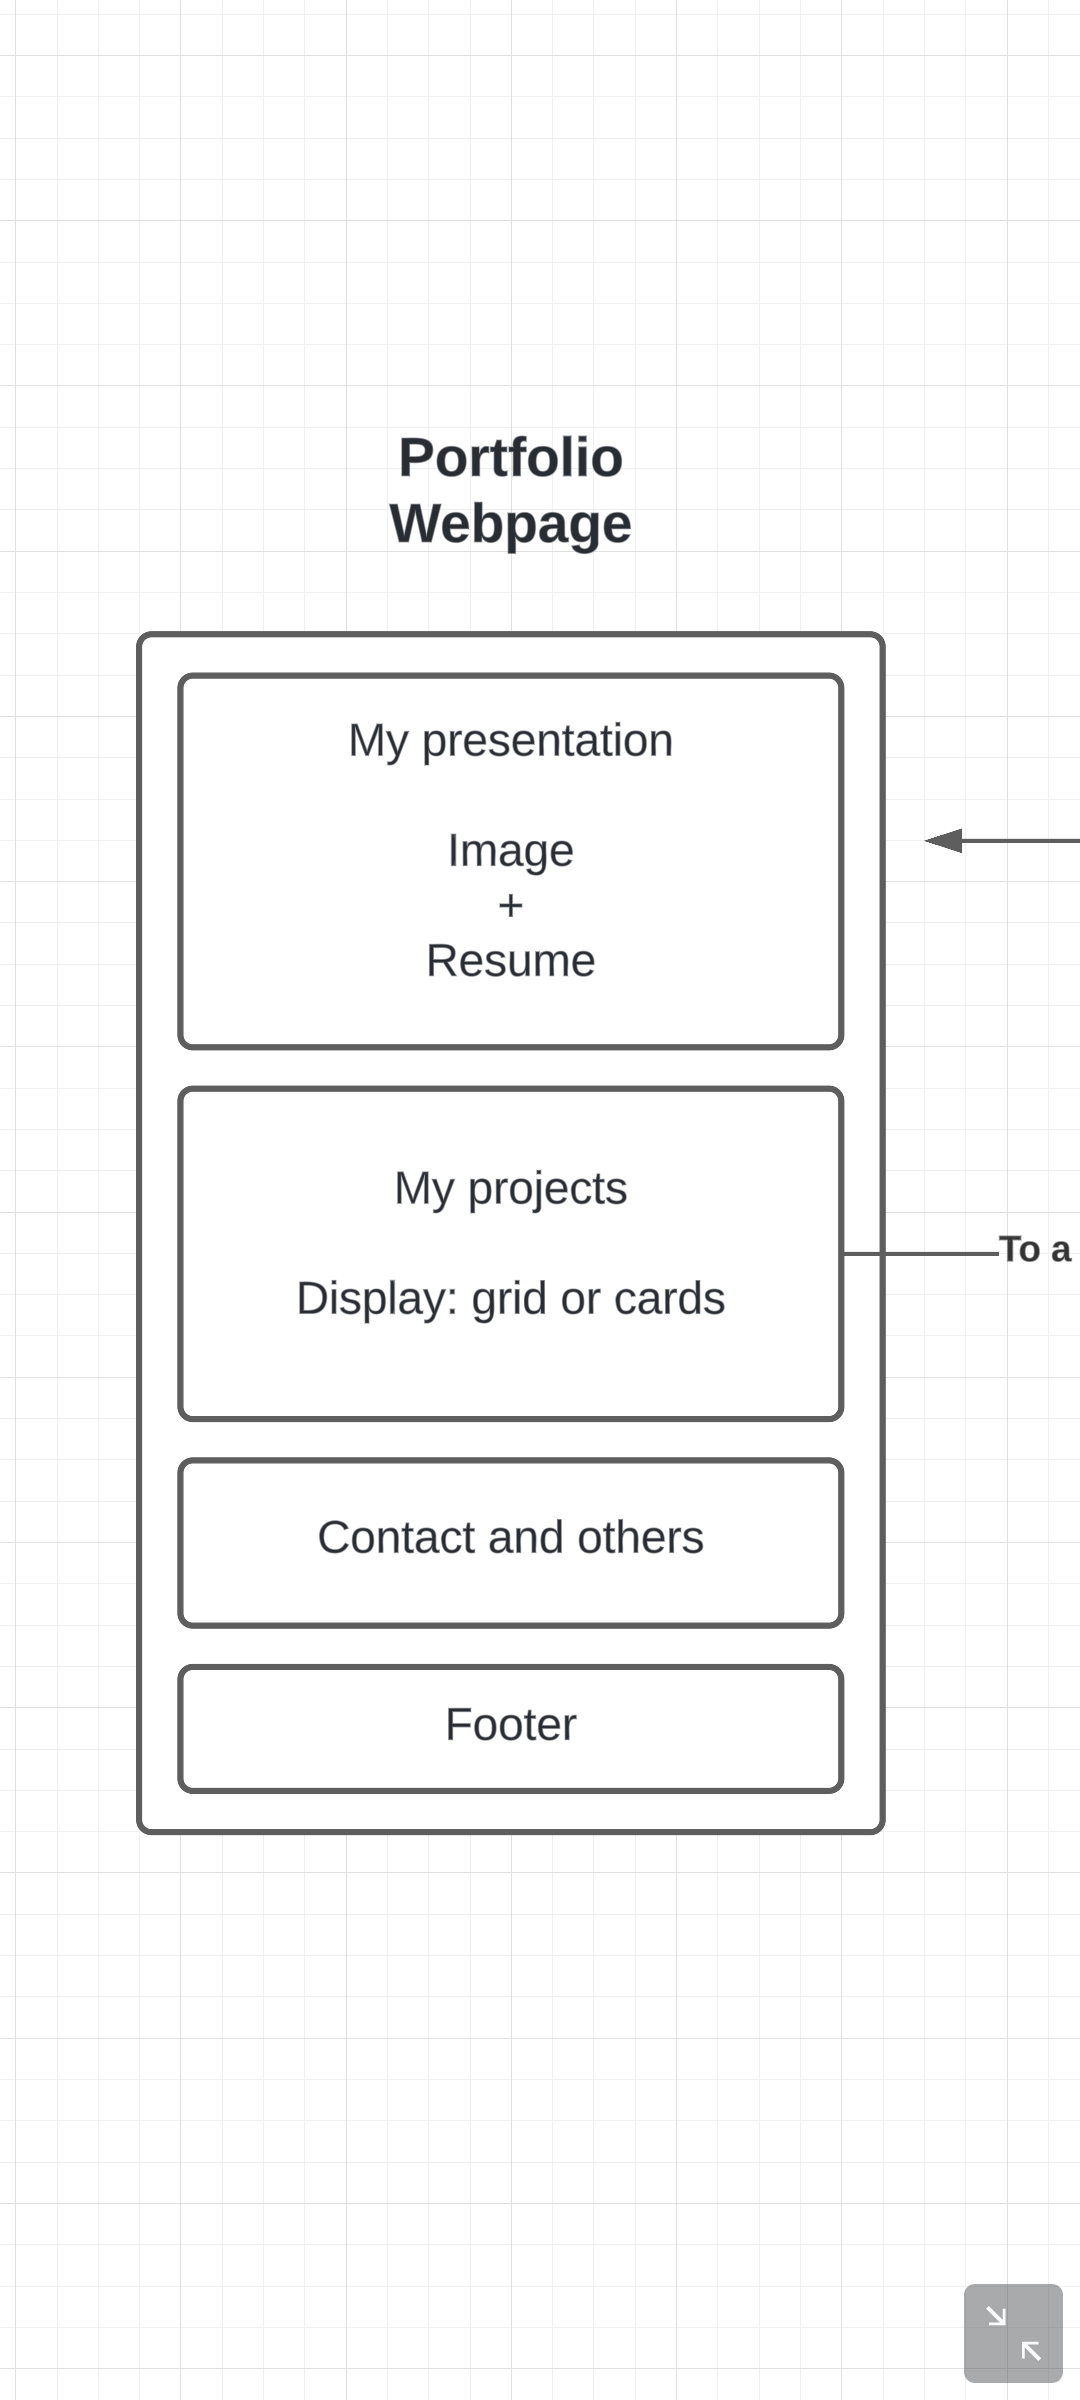 Portfolio
Webpage
My presentation
Image
+
Resume
My projects
Display: grid or cards
To a
Contact and others
Footer